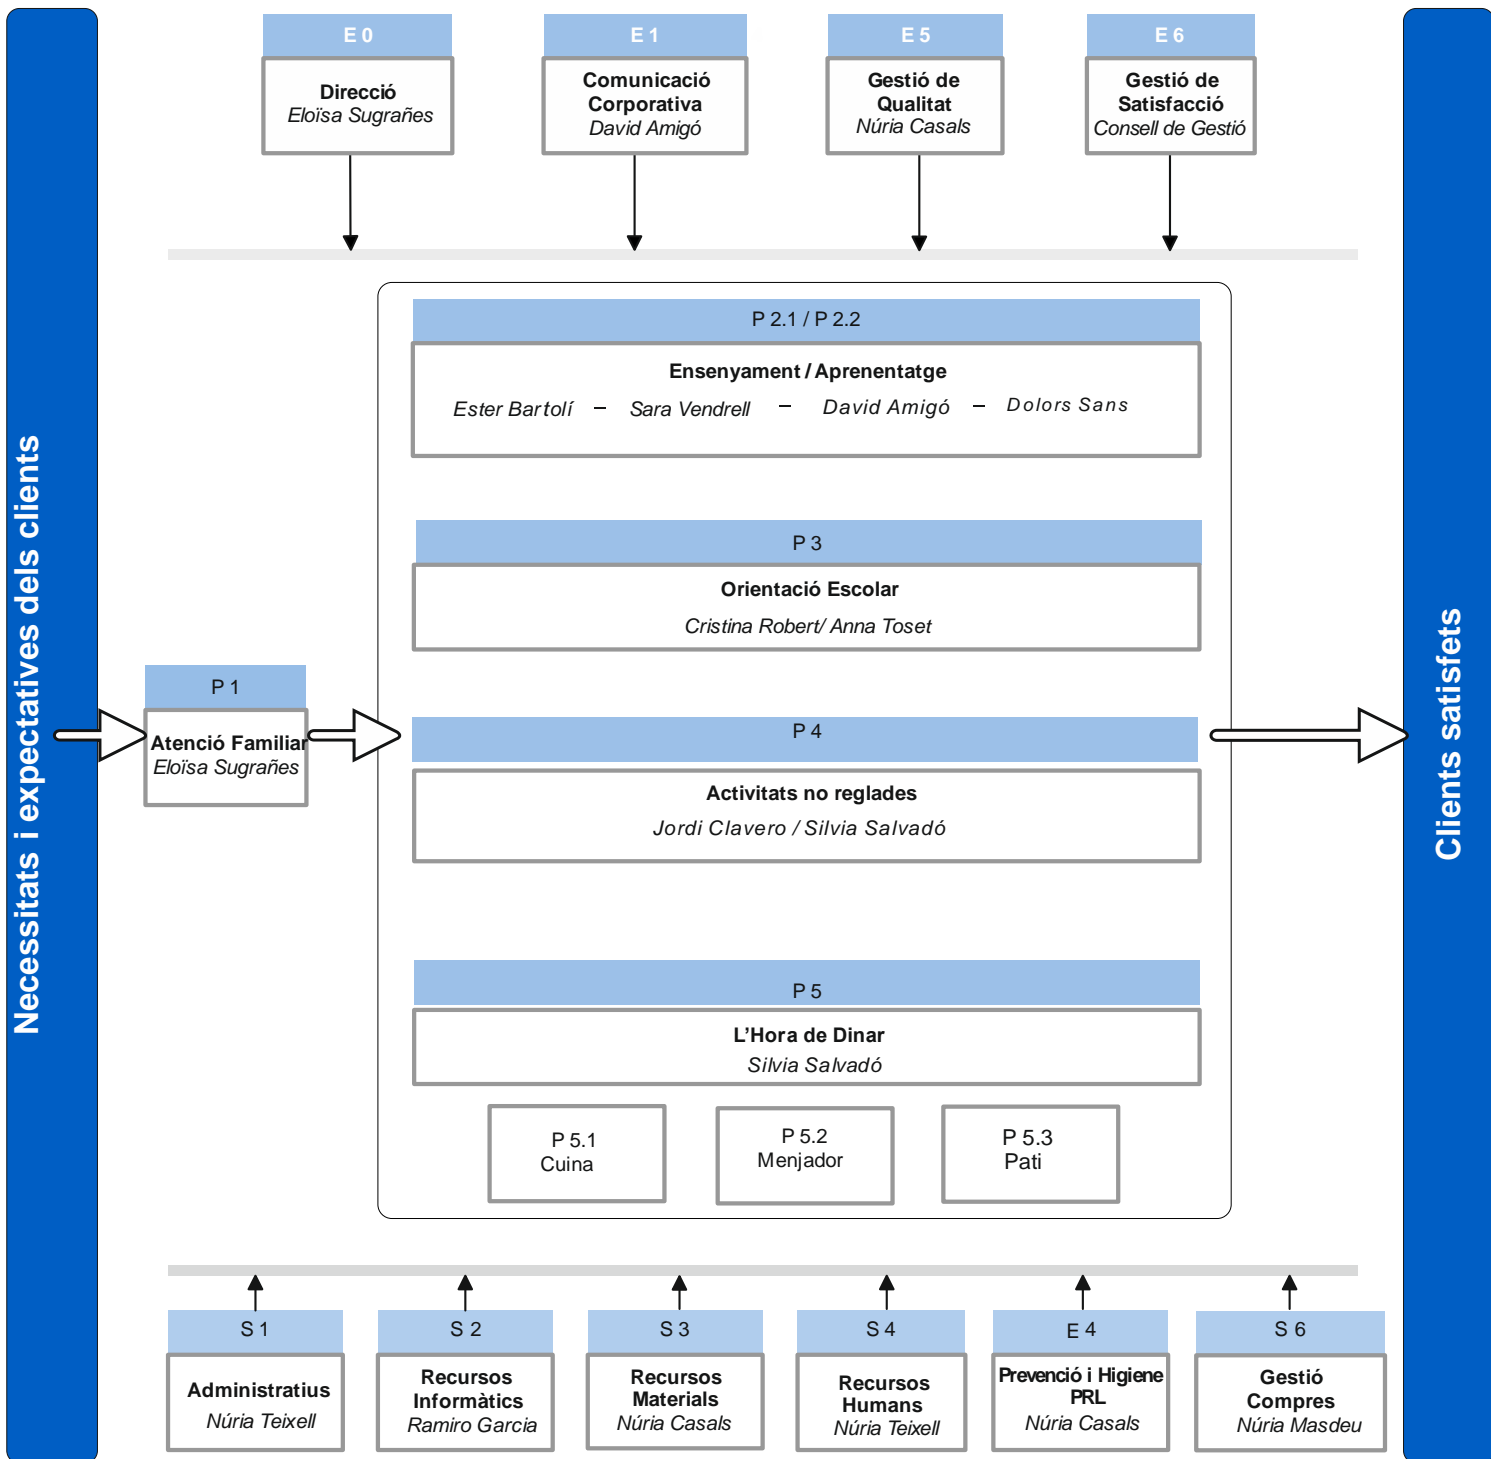 E 0
Direcció
Eloïsa Sugrañes
E 1
Comunicació
Corporativa
David Amigó
E 5
Gestió de
Qualitat
Núria Casals
E 6
Gestió de
Satisfacció
Consell de Gestió
Necessitats i expectatives dels clients
P 1
Atenció Familiar
Eloïsa Sugrañes
P 2.1 / P 2.2
Ensenyament / Aprenentatge
Ester Bartolí – Sara Vendrell – David Amigó – Dolors Sans
P 3
Orientació Escolar
Cristina Robert/ Anna Toset
P 4
Activitats no reglades
Jordi Clavero / Silvia Salvadó
P 5
L’Hora de Dinar
Silvia Salvadó
P 5.1
Cuina
P 5.2
Menjador
P 5.3
Pati
Clients satisfets
S 1
Administratius
Núria Teixell
S 2
Recursos
Informàtics
Ramiro Garcia
S 3
Recursos
Materials
Núria Casals
S 4
Recursos
Humans
Núria Teixell
E 4
Prevenció i Higiene
PRL
Núria Casals
S 6
Gestió
Compres
Núria Masdeu